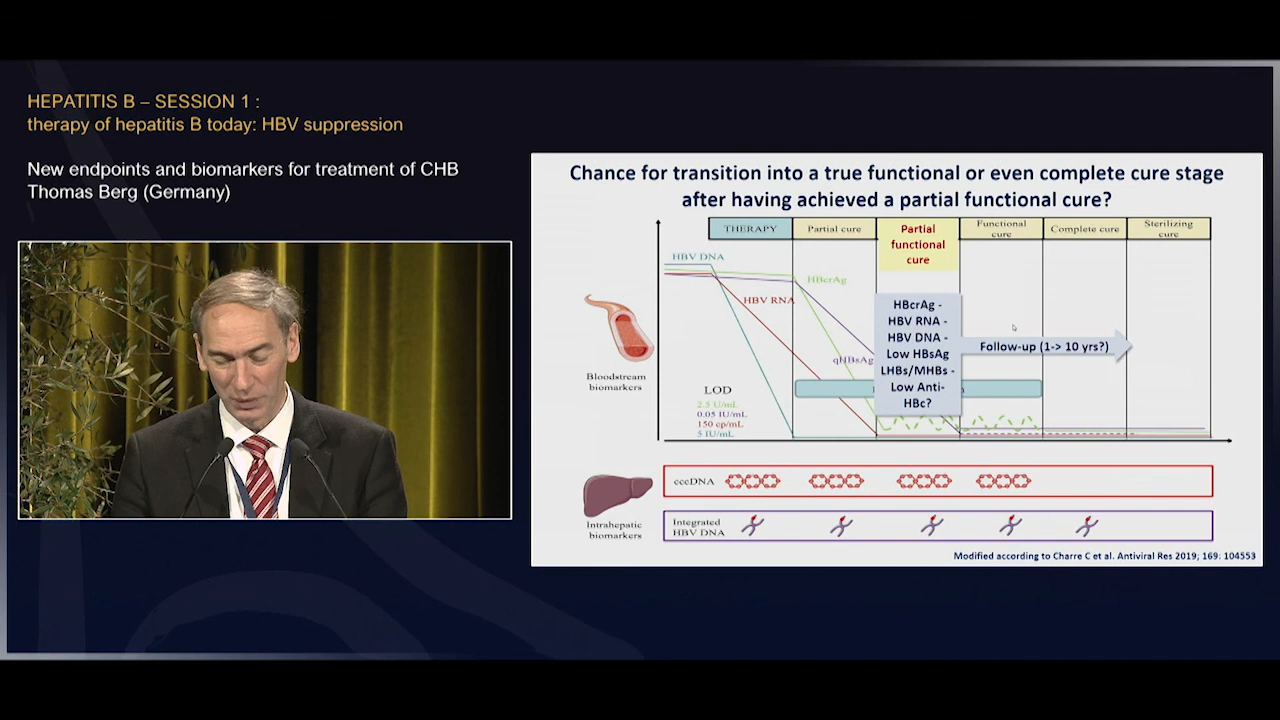 HEPATITIS B – SESSION 1 :
therapy of hepatitis B today: HBV suppression
New endpoints and biomarkers for treatment of CHB
Thomas Berg (Germany)
Chance for transition into a true functional or even complete cure stage
after having achieved a partial functional cure?
THERAPY
Partial cure
Partial
functional
cure
Functional
cure
Complete cure
Sterilizing
cure
HBV DNA
HBcrAg
HBV RNA
qHBsAg
HBcrAg -
HBV RNA -
HBV DNA -
Low HBsAg
LHBs/MHBs -
Low Anti-
HBc?
Follow-up (1-> 10 yrs?)
Bloodstream
biomarkers
LOD
2.5 U/mL
0.05 IU/mL
150 cp/mL
5 IU/mL
cccDNA
Intrahepatic
biomarkers
Integrated
HBV DNA
Modified according to Charre C et al. Antiviral Res 2019; 169: 104553